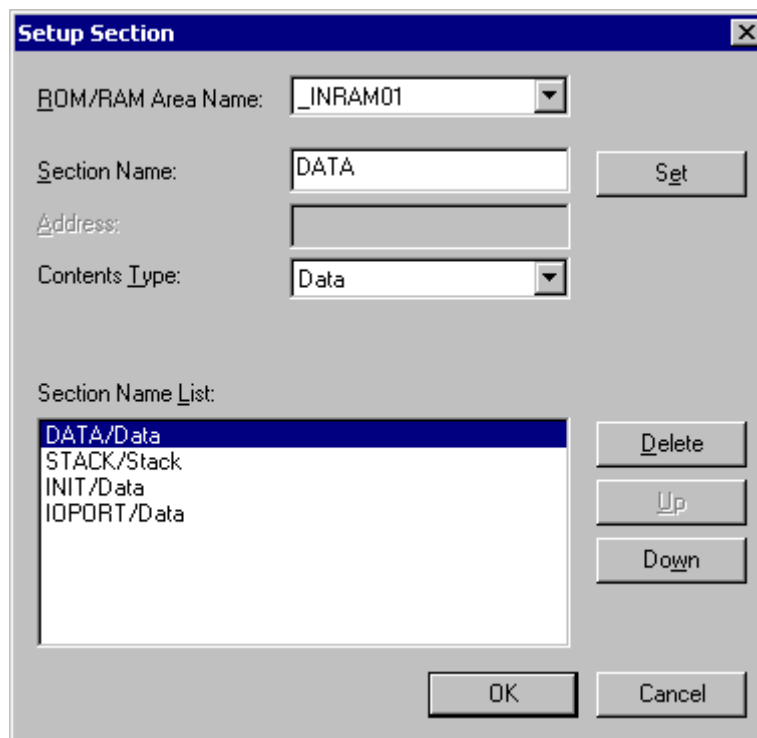 Setup Section
ROM/RAM Area Name: _INRAM01
Section Name: DATA Set
Address:
Contents Type: Data
Section Name List:
DATA/Data
STACK/Stack
INIT/Data
IOPORT/Data
Delete
Up
Down
OK Cancel